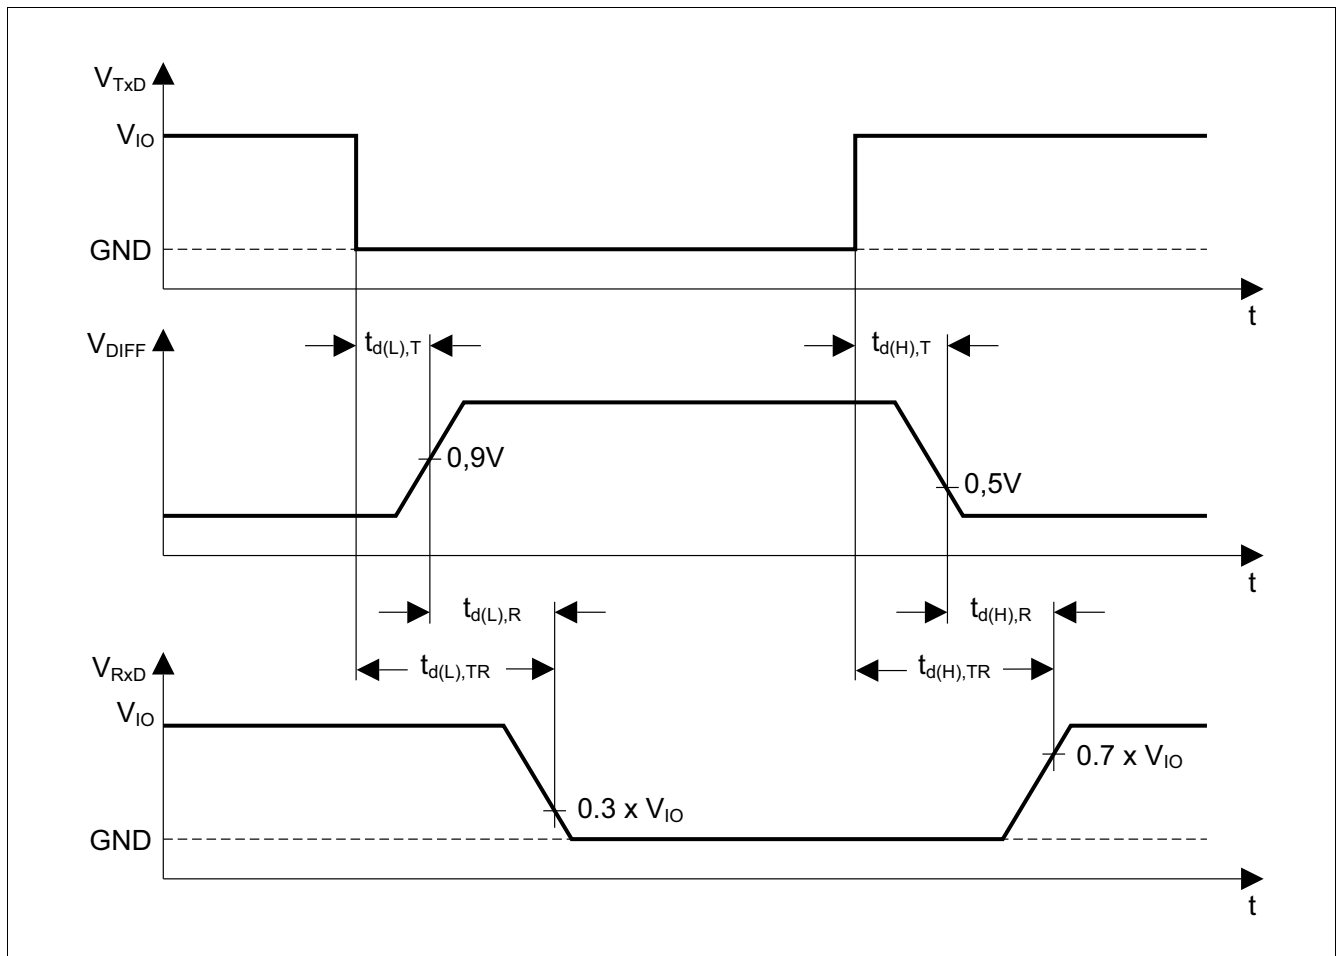 V_TxD
V_IO
GND
t
V_DIFF
t_d(L),T
t_d(H),T
0,9V
0,5V
t
t_d(L),R
t_d(H),R
V_RxD
t_d(L),TR
t_d(H),TR
V_IO
0.7 x V_IO
0.3 x V_IO
GND
t